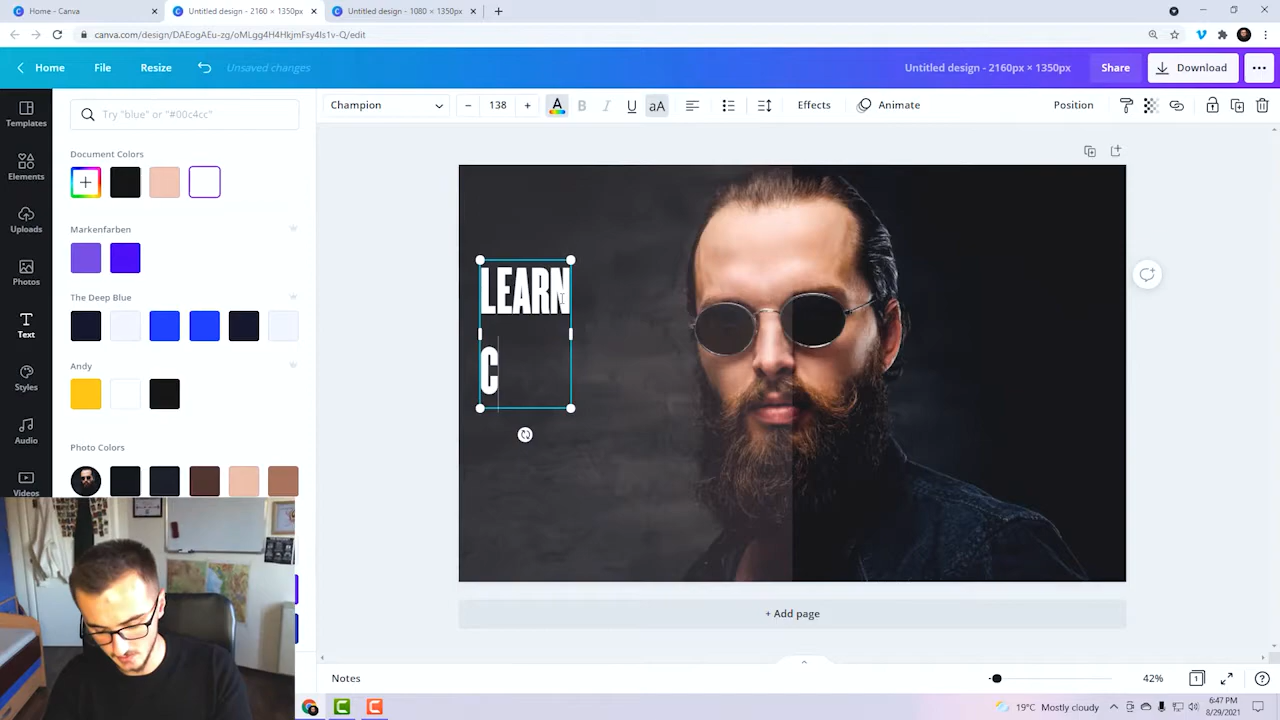 Home - Canva
Untitled design - 2160 × 1350px
Untitled design - 1080 × 1350px
canva.com/design/DAEogAEu-zg/oMLgg4H4HkjmFsy4ls1v-Q/edit
Home
File
Resize
Unsaved changes
Untitled design - 2160px × 1350px
Share
Download
Templates
Elements
Uploads
Photos
Text
Styles
Audio
Videos
Try "blue" or "#00c4cc"
Champion
138
A
B
I
U
aA
Effects
Animate
Position
Document Colors
Markenfarben
The Deep Blue
Andy
Photo Colors
LEARN
C
+ Add page
Notes
42%
1
19°C Mostly cloudy
6:47 PM
8/29/2021